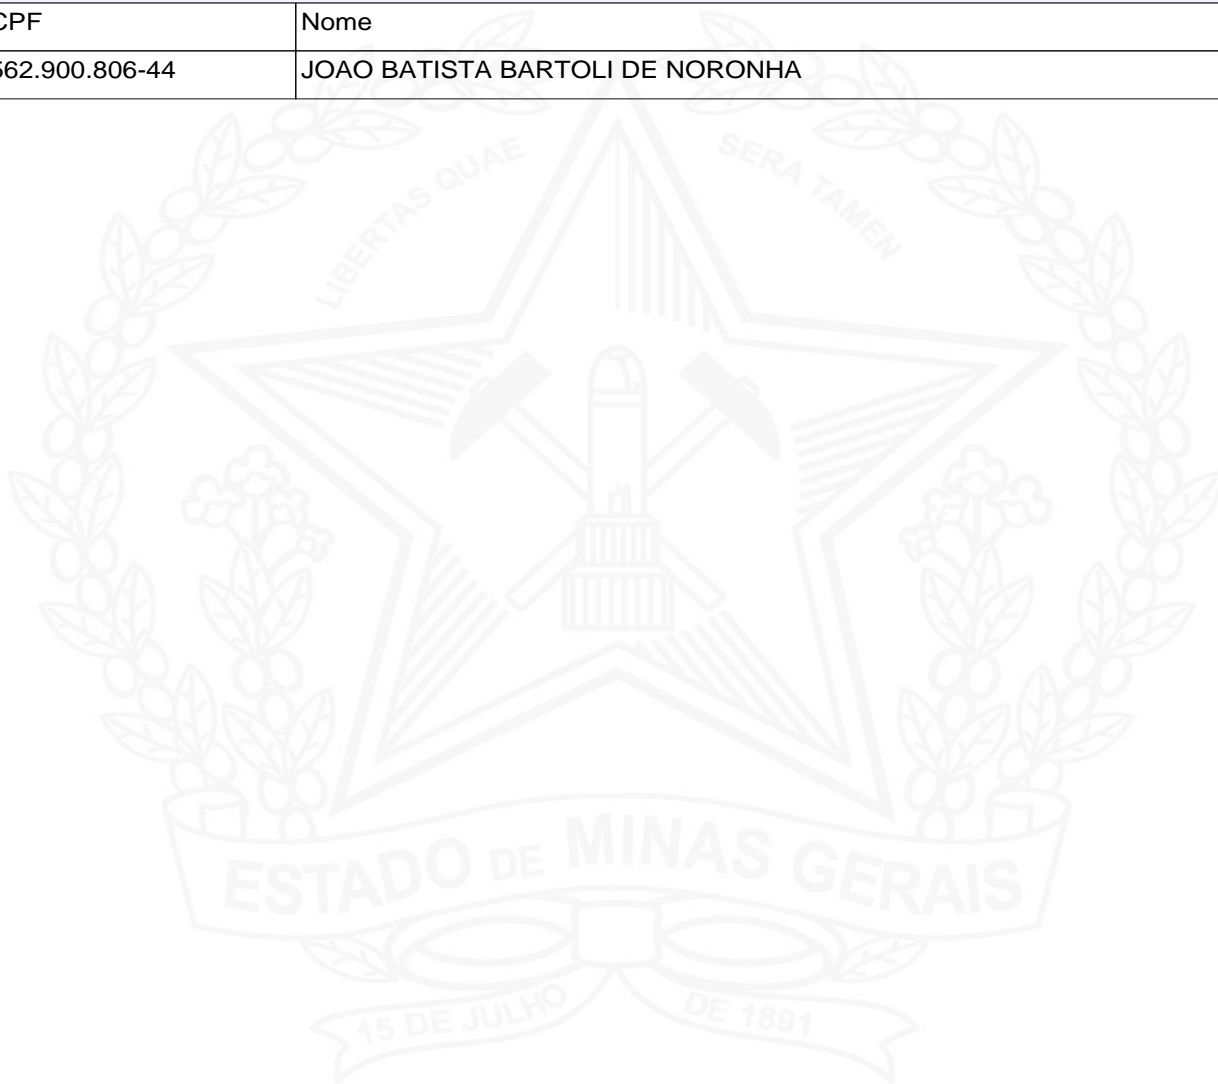 CPF Nome
562.900.806-44 JOAO BATISTA BARTOLI DE NORONHA
LIBERTAS QUAE SERA TAMEN
ESTADO DE MINAS GERAIS
15 DE JULHO DE 1891